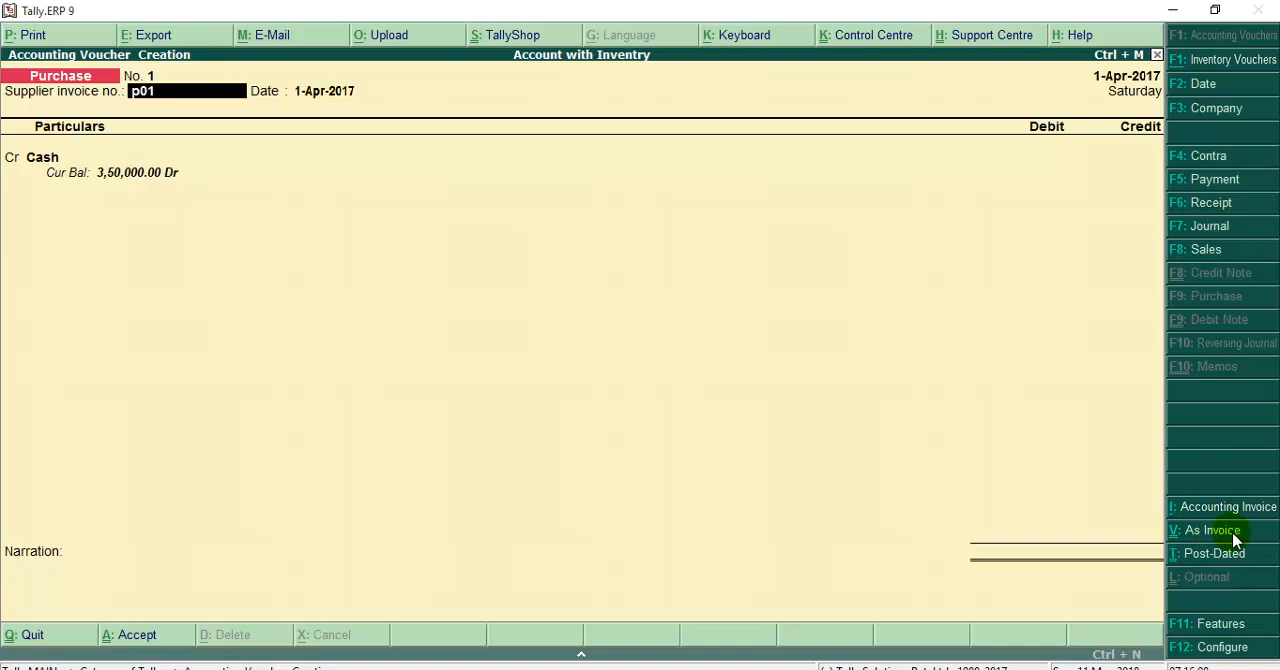 Tally.ERP 9
P: Print E: Export M: E-Mail O: Upload S: TallyShop G: Language K: Keyboard K: Control Centre H: Support Centre H: Help
Accounting Voucher Creation Account with Inventry Ctrl + M
Purchase No. 1 1-Apr-2017
Supplier invoice no.: p01 Date : 1-Apr-2017 Saturday
Particulars Debit Credit
Cr Cash
Cur Bal: 3,50,000.00 Dr
Narration:
F1: Accounting Vouchers
F1: Inventory Vouchers
F2: Date
F3: Company
F4: Contra
F5: Payment
F6: Receipt
F7: Journal
F8: Sales
F8: Credit Note
F9: Purchase
F9: Debit Note
F10: Reversing Journal
F10: Memos
I: Accounting Invoice
V: As Invoice
T: Post-Dated
L: Optional
F11: Features
F12: Configure
Q: Quit A: Accept D: Delete X: Cancel
Ctrl + N